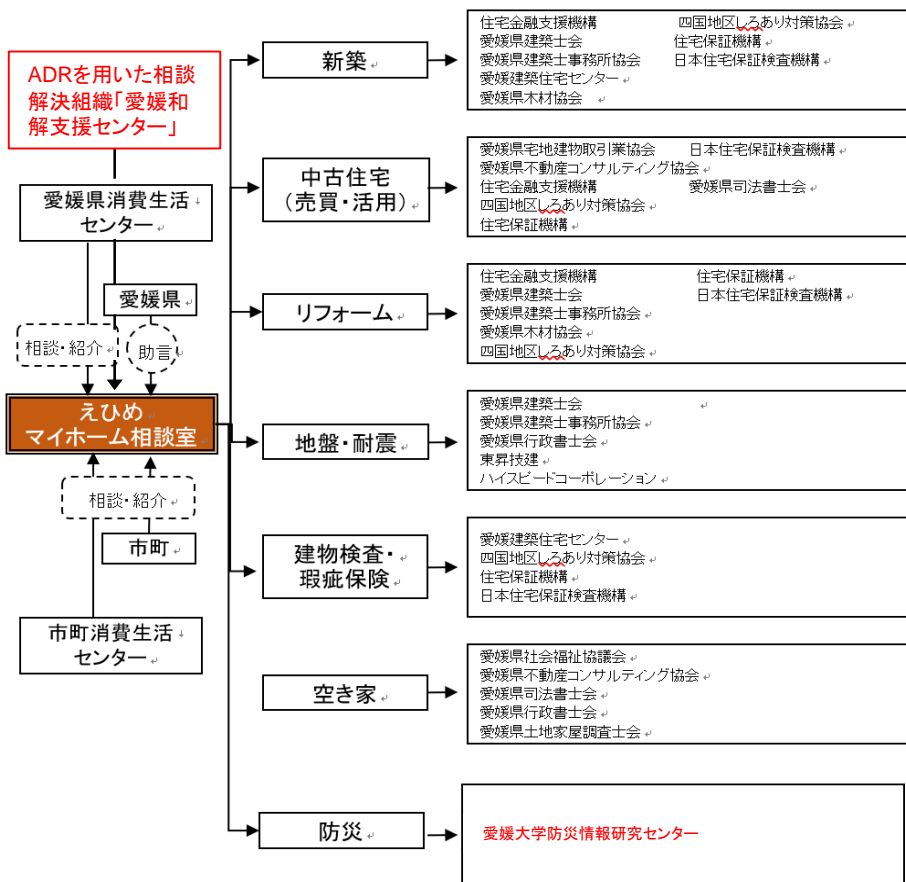 ADRを用いた相談
解決組織「愛媛和
解支援センター」
愛媛県消費生活
センター
愛媛県
相談・紹介
助言
えひめ
マイホーム相談室
相談・紹介
市町
市町消費生活
センター
新築
住宅金融支援機構 四国地区しろあり対策協会
愛媛県建築士会 住宅保証機構
愛媛県建築士事務所協会 日本住宅保証検査機構
愛媛建築住宅センター
愛媛県木材協会
中古住宅
(売買・活用)
愛媛県宅地建物取引業協会 日本住宅保証検査機構
愛媛県不動産コンサルティング協会
住宅金融支援機構 愛媛県司法書士会
四国地区しろあり対策協会
住宅保証機構
リフォーム
住宅金融支援機構 住宅保証機構
愛媛県建築士会 日本住宅保証検査機構
愛媛県建築士事務所協会
愛媛県木材協会
四国地区しろあり対策協会
地盤・耐震
愛媛県建築士会
愛媛県建築士事務所協会
愛媛県行政書士会
東昇技建
ハイスピードコーポレーション
建物検査・
瑕疵保険
愛媛建築住宅センター
四国地区しろあり対策協会
住宅保証機構
日本住宅保証検査機構
空き家
愛媛県社会福祉協議会
愛媛県不動産コンサルティング協会
愛媛県司法書士会
愛媛県行政書士会
愛媛県土地家屋調査士会
防災
愛媛大学防災情報研究センター